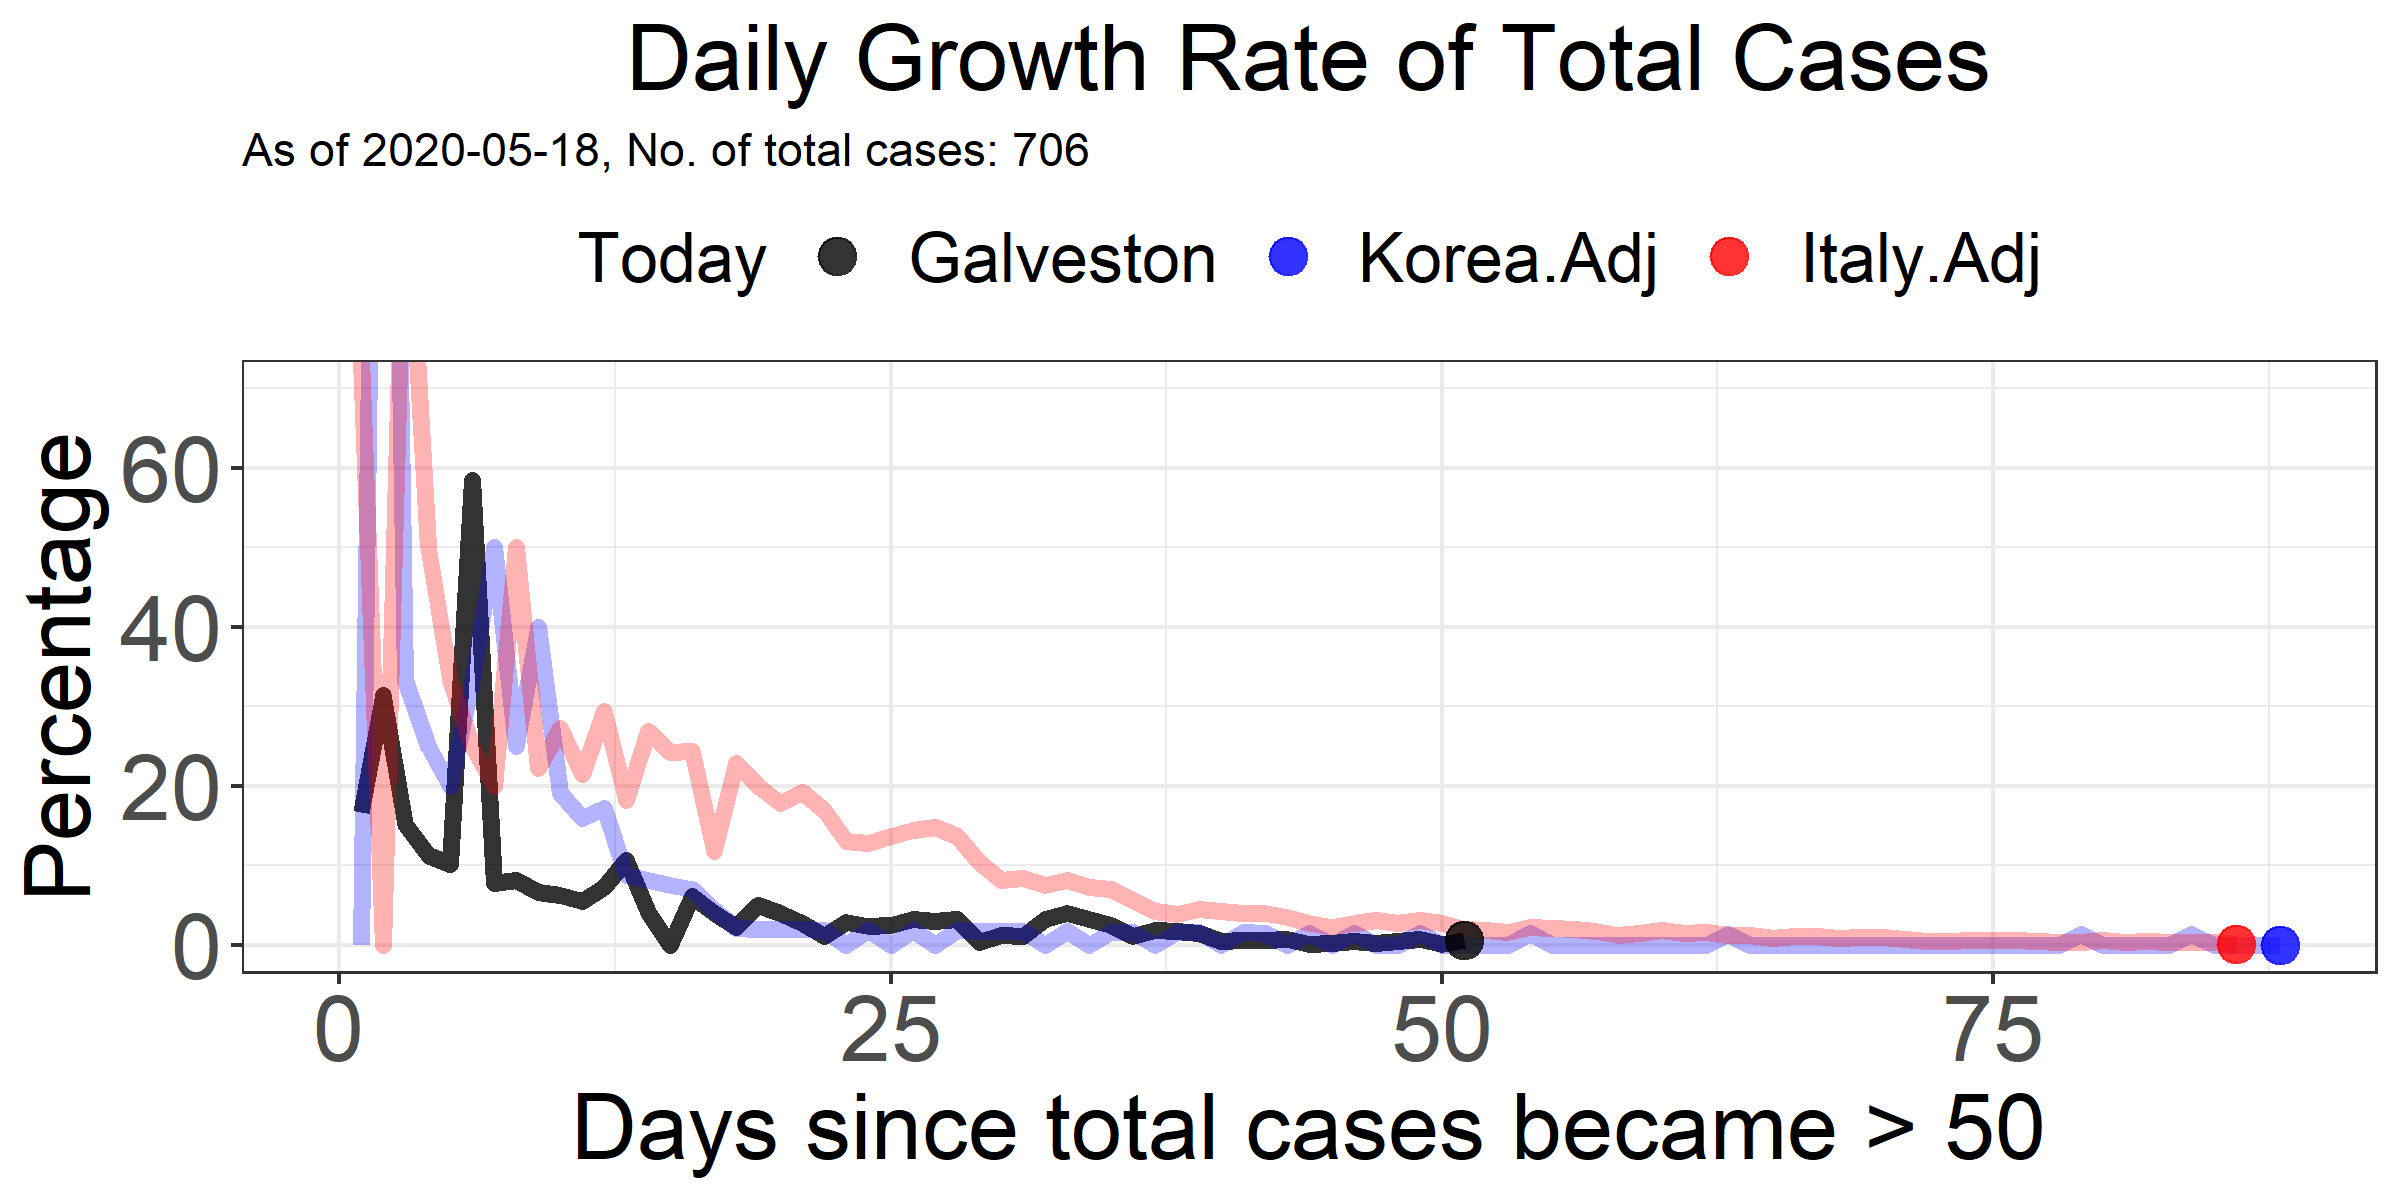 Daily Growth Rate of Total Cases
As of 2020-05-18, No. of total cases: 706
Today Galveston Korea.Adj Italy.Adj
Percentage
60
40
20
0
0 25 50 75
Days since total cases became > 50